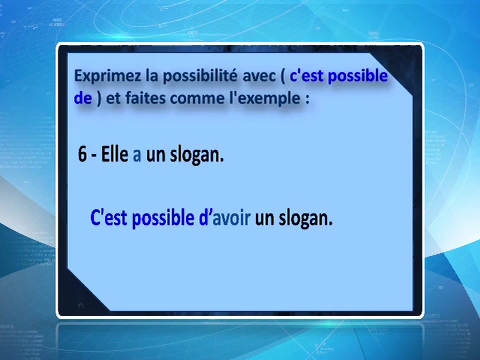 Exprimez la possibilité avec ( c'est possible
de ) et faites comme l'exemple :
6 - Elle a un slogan.
C'est possible d'avoir un slogan.